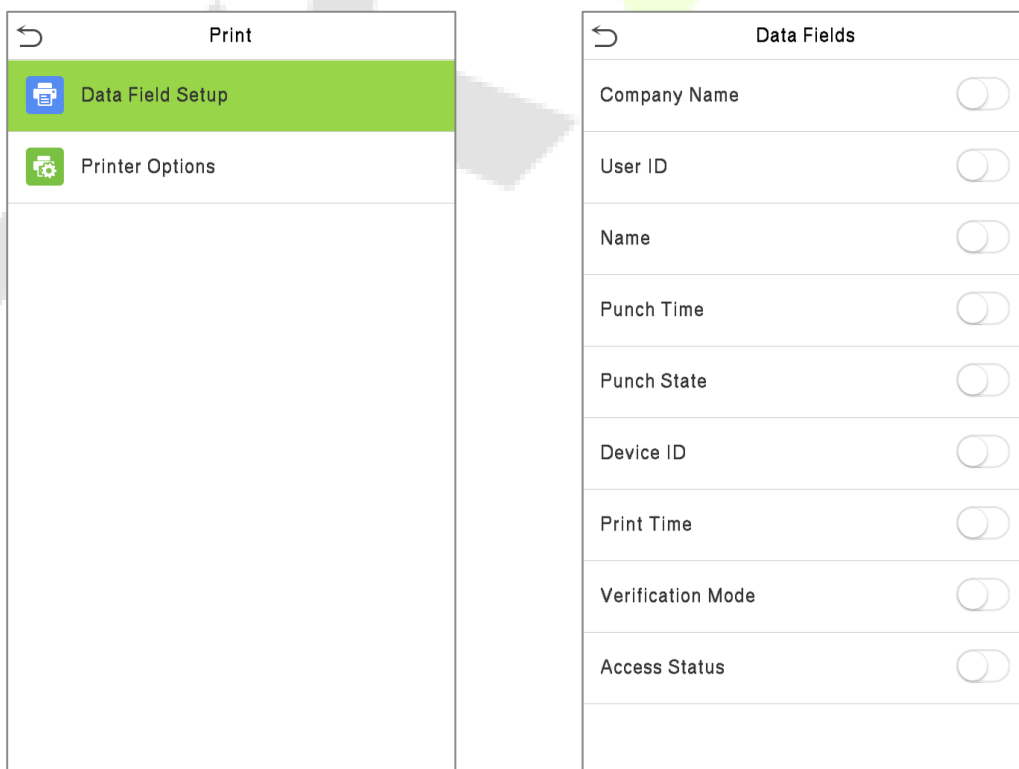 Print
Data Field Setup
Printer Options
Data Fields
Company Name
User ID
Name
Punch Time
Punch State
Device ID
Print Time
Verification Mode
Access Status